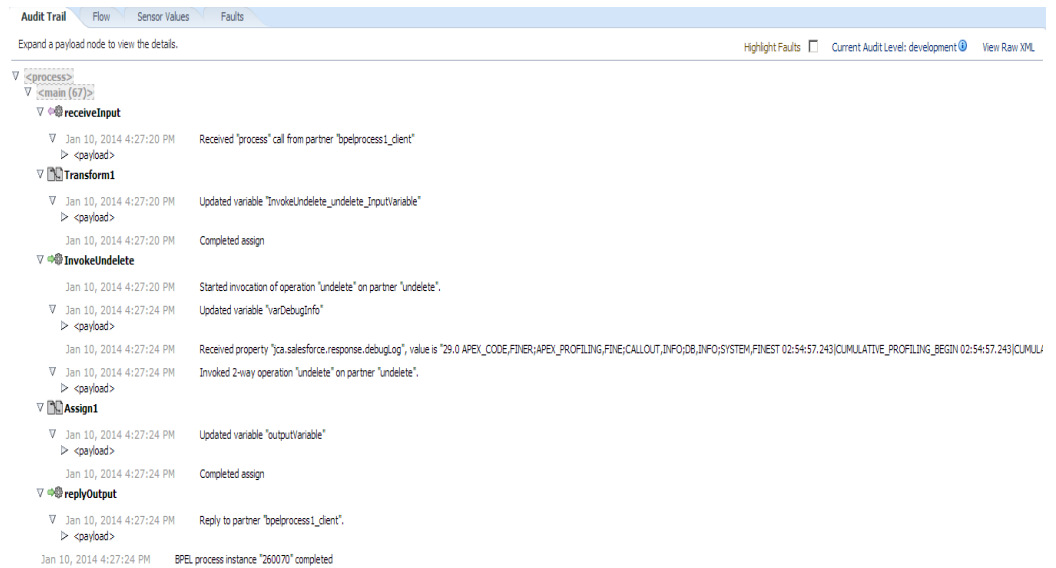 Audit Trail Flow Sensor Values Faults
Expand a payload node to view the details. Highlight Faults Current Audit Level: development View Raw XML
<process>
<main (67)>
receiveInput
Jan 10, 2014 4:27:20 PM Received "process" call from partner "bpelprocess1_client"
<payload>
Transform1
Jan 10, 2014 4:27:20 PM Updated variable "InvokeUndelete_undelete_InputVariable"
<payload>
Jan 10, 2014 4:27:20 PM Completed assign
InvokeUndelete
Jan 10, 2014 4:27:20 PM Started invocation of operation "undelete" on partner "undelete".
Jan 10, 2014 4:27:24 PM Updated variable "varDebugInfo"
<payload>
Jan 10, 2014 4:27:24 PM Received property "jca.salesforce.response.debugLog", value is "29.0 APEX_CODE,FINER;APEX_PROFILING,FINE;CALLOUT,INFO;DB,INFO;SYSTEM,FINEST 02:54:57.243|CUMULATIVE_PROFILING_BEGIN 02:54:57.243|CUMULA
Jan 10, 2014 4:27:24 PM Invoked 2-way operation "undelete" on partner "undelete".
<payload>
Assign1
Jan 10, 2014 4:27:24 PM Updated variable "outputVariable"
<payload>
Jan 10, 2014 4:27:24 PM Completed assign
replyOutput
Jan 10, 2014 4:27:24 PM Reply to partner "bpelprocess1_client".
<payload>
Jan 10, 2014 4:27:24 PM BPEL process instance "260070" completed